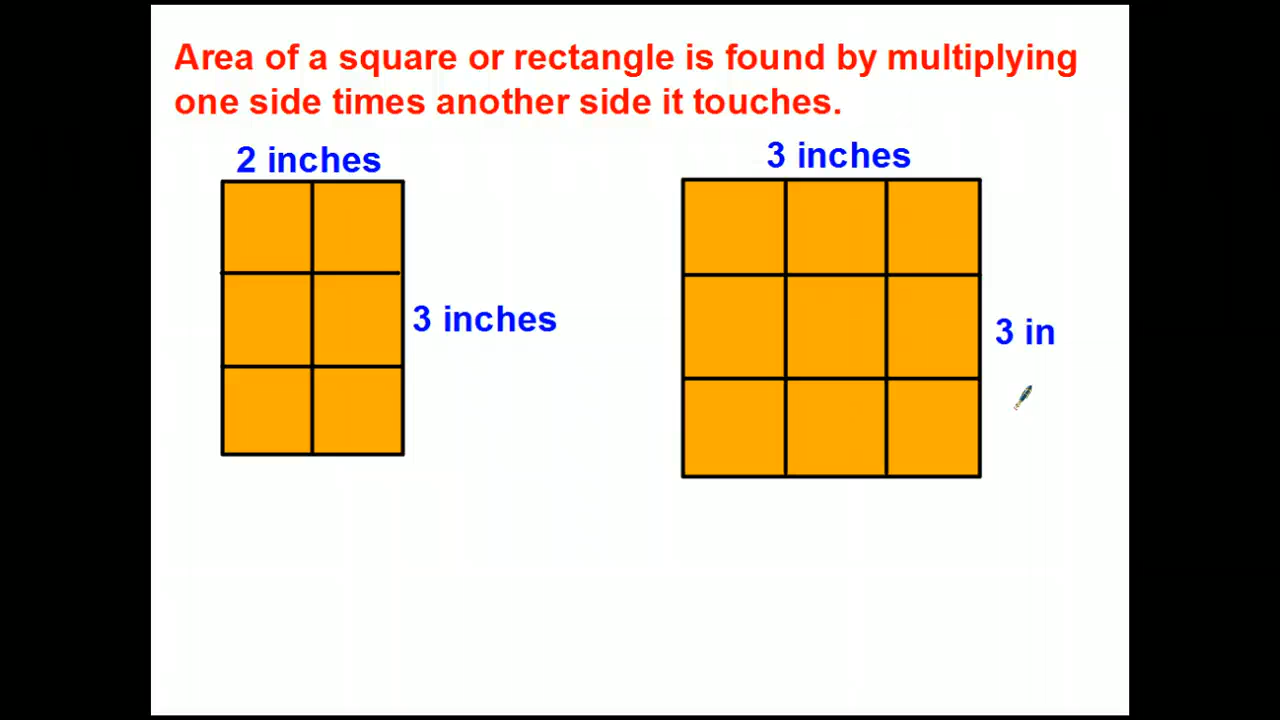 Area of a square or rectangle is found by multiplying
one side times another side it touches.
2 inches
3 inches
3 inches
3 in